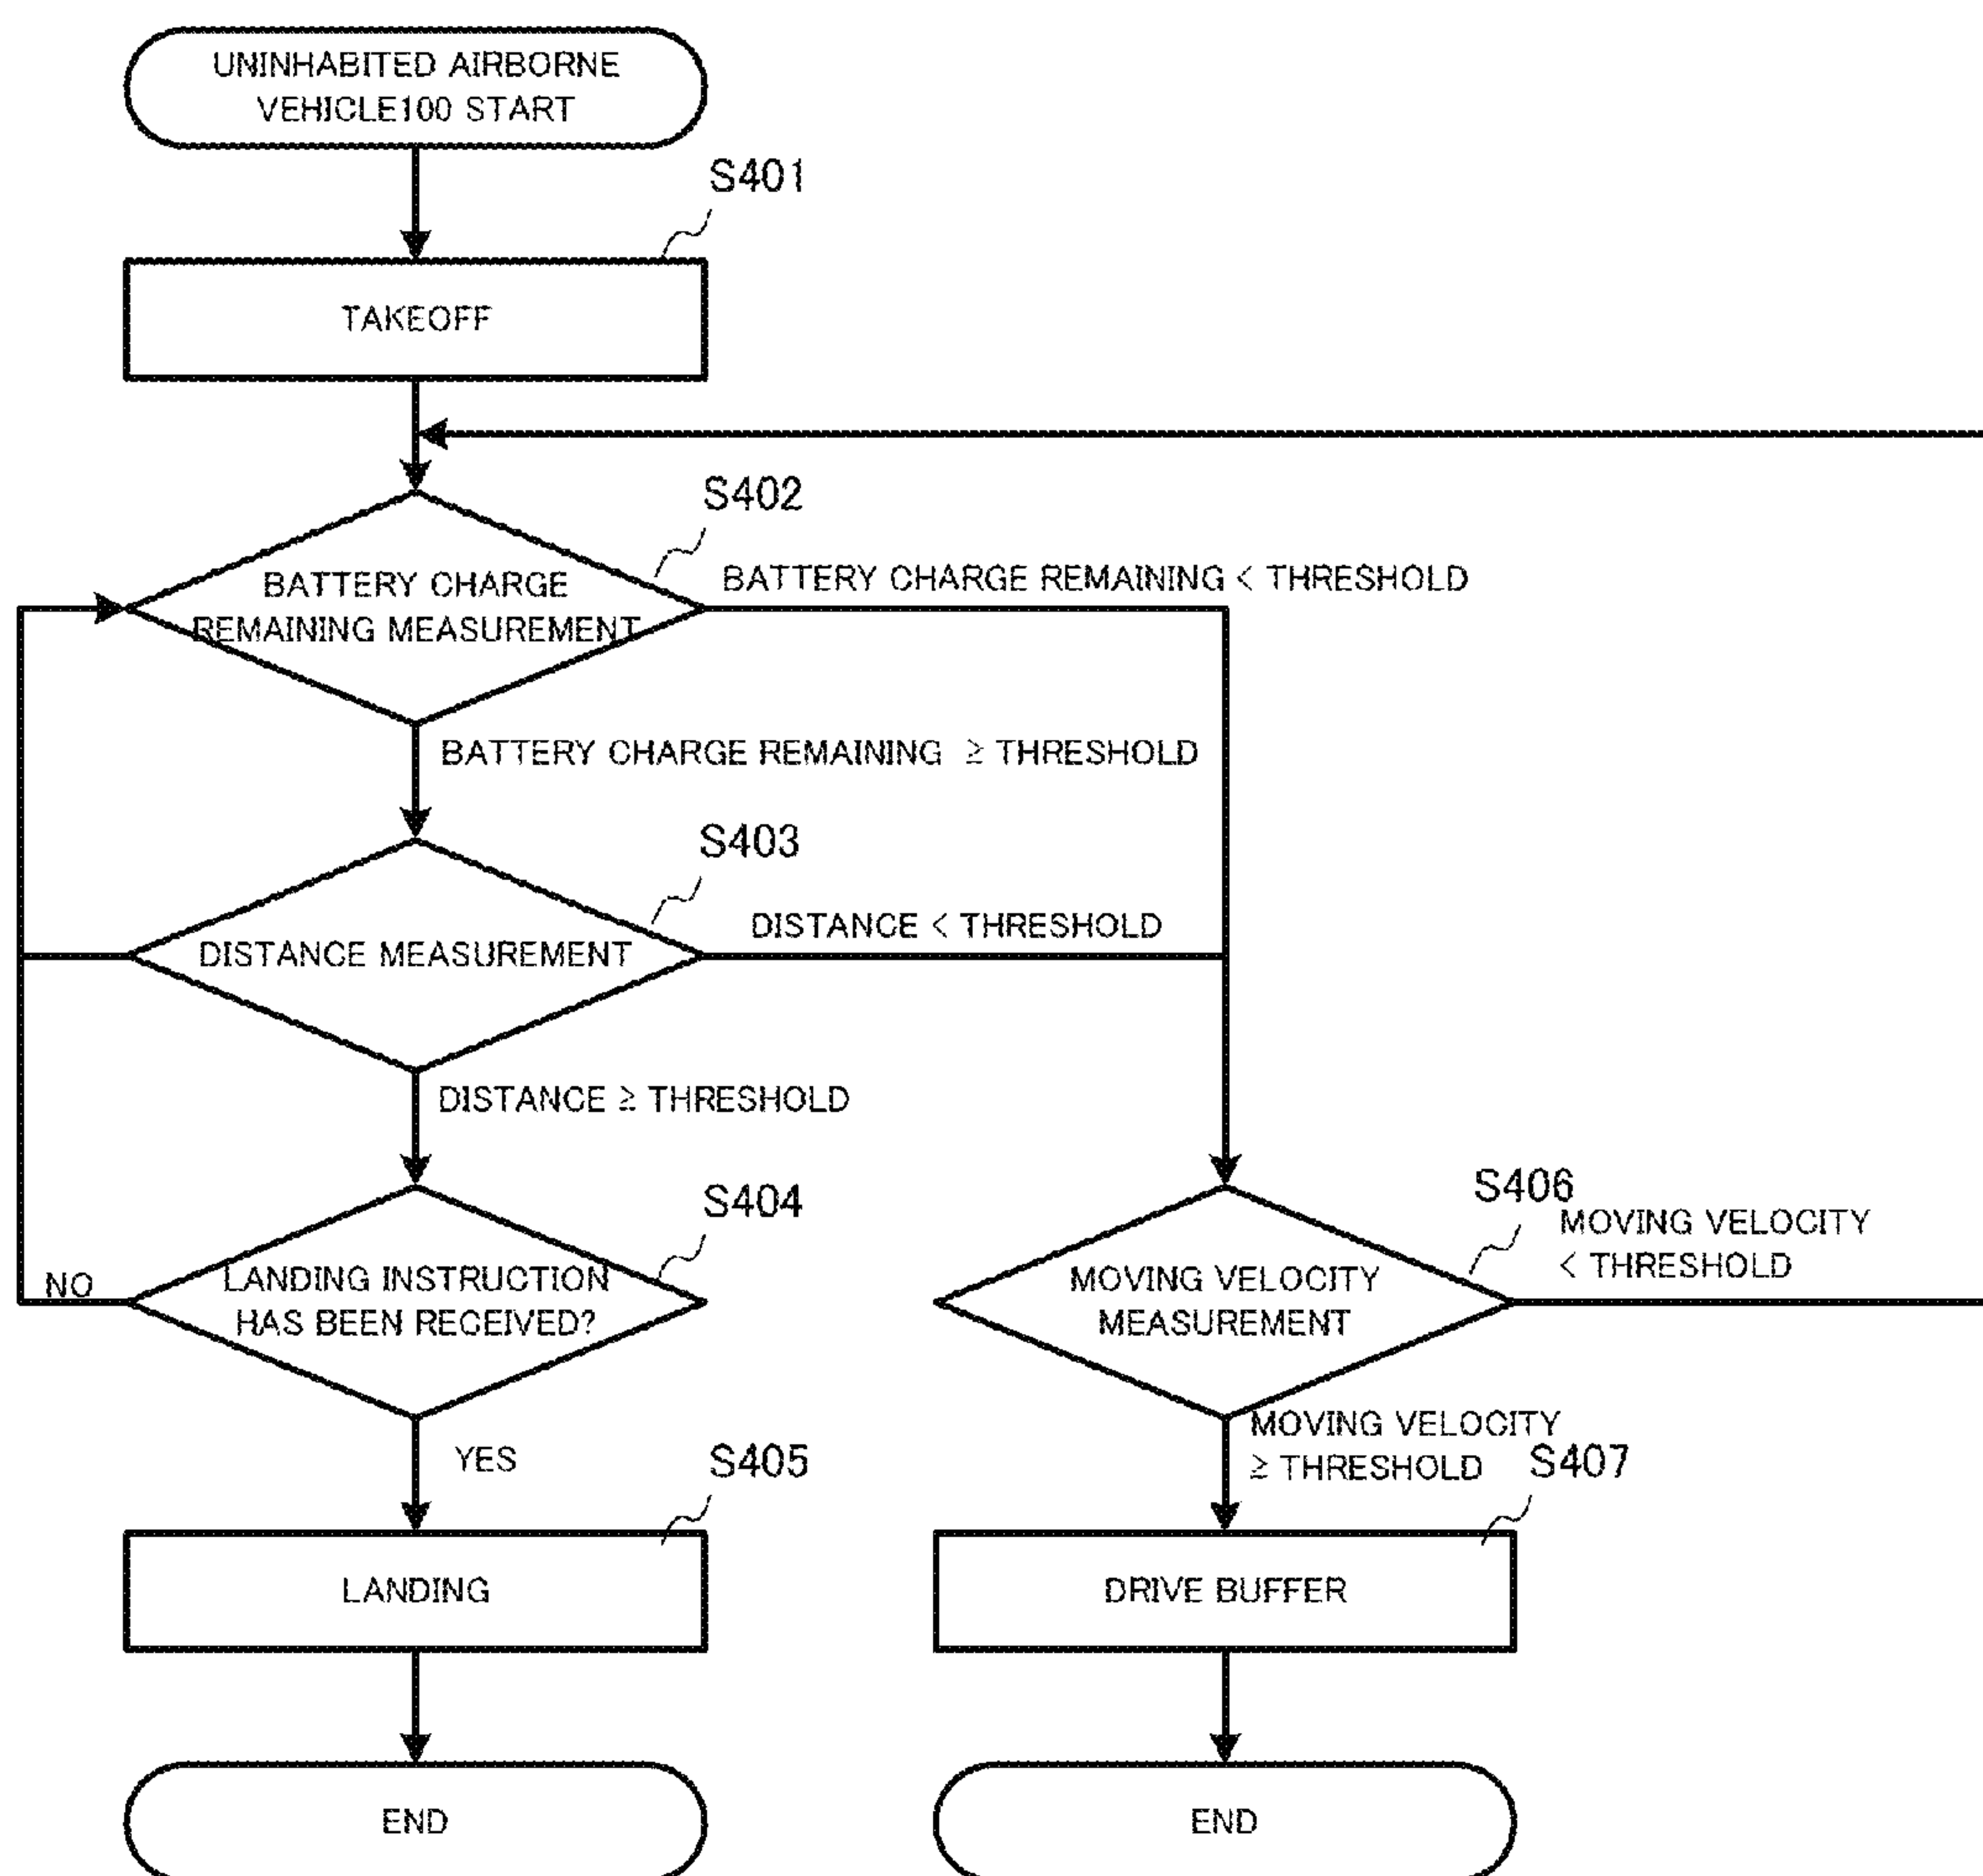 UNINHABITED AIRBORNE
VEHICLE100 START
S401
TAKEOFF
S402
BATTERY CHARGE
REMAINING MEASUREMENT
BATTERY CHARGE REMAINING < THRESHOLD
BATTERY CHARGE REMAINING ≥ THRESHOLD
S403
DISTANCE MEASUREMENT
DISTANCE < THRESHOLD
DISTANCE ≥ THRESHOLD
S404
LANDING INSTRUCTION
HAS BEEN RECEIVED?
NO
S406
MOVING VELOCITY
< THRESHOLD
MOVING VELOCITY
MEASUREMENT
YES
MOVING VELOCITY
≥ THRESHOLD
S405
LANDING
S407
DRIVE BUFFER
END
END